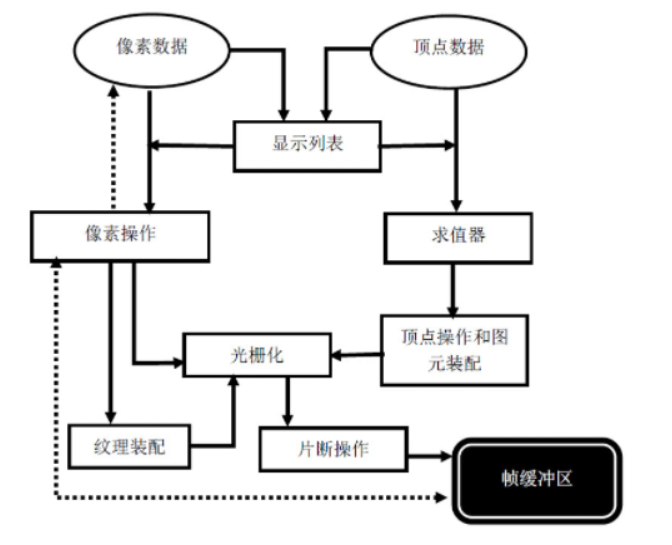 像素数据
顶点数据
显示列表
像素操作
求值器
光栅化
顶点操作和图
元装配
纹理装配
片断操作
帧缓冲区